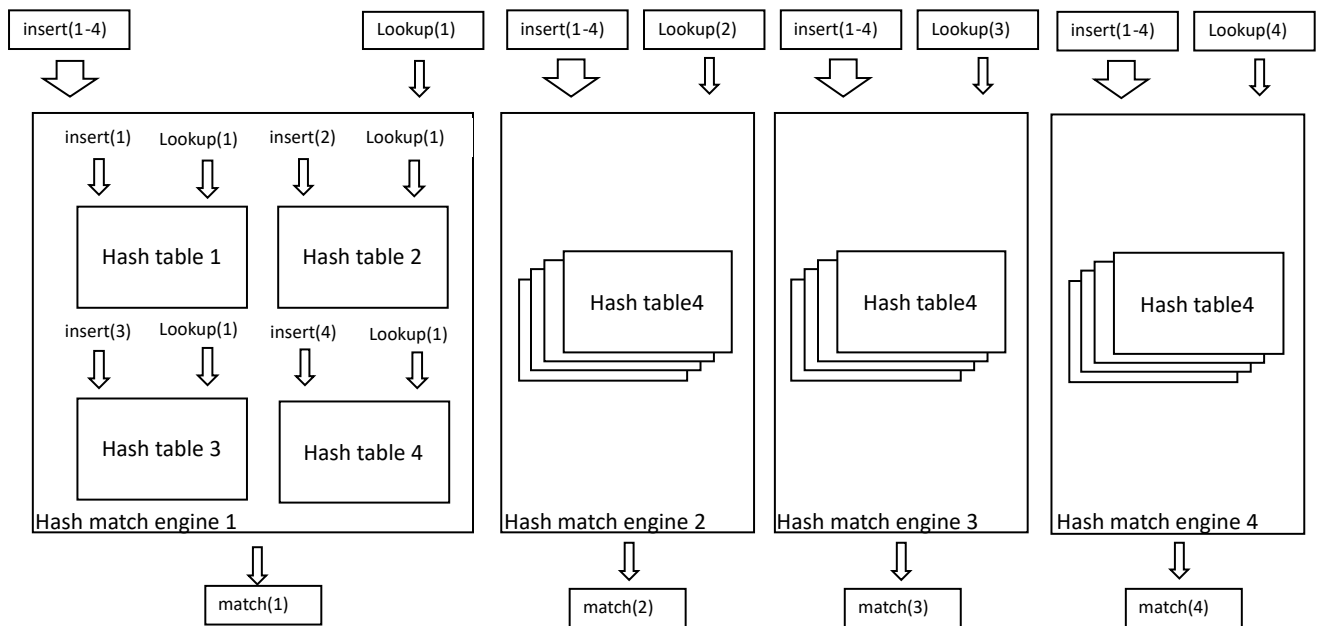 insert(1-4)
Lookup(1)
insert(1-4)
Lookup(2)
insert(1-4)
Lookup(3)
insert(1-4)
Lookup(4)
insert(1)
Lookup(1)
insert(2)
Lookup(1)
Hash table 1
Hash table 2
insert(3)
Lookup(1)
insert(4)
Lookup(1)
Hash table 3
Hash table 4
Hash match engine 1
Hash table4
Hash match engine 2
Hash table4
Hash match engine 3
Hash table4
Hash match engine 4
match(1)
match(2)
match(3)
match(4)